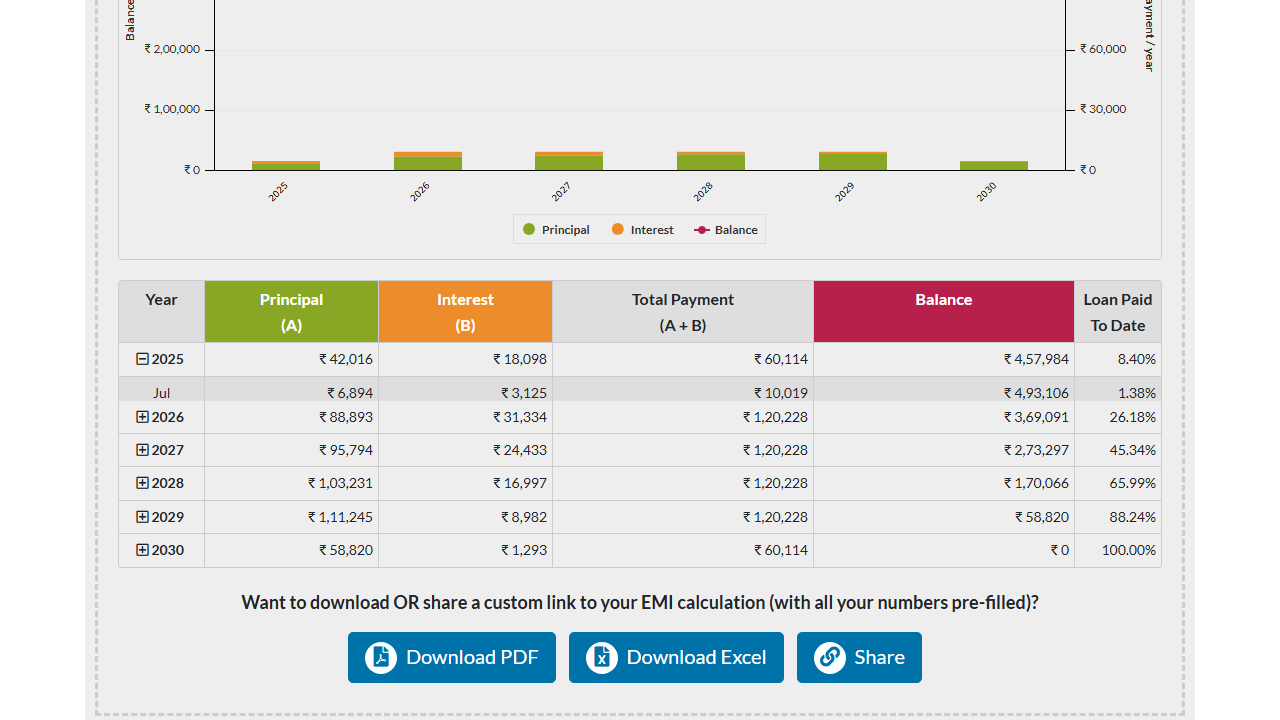 Balance
ayment / year
₹ 2,00,000
₹ 60,000
₹ 1,00,000
₹ 30,000
₹ 0
₹ 0
2025 2026 2027 2028 2029 2030
Principal Interest Balance
Year Principal (A) Interest (B) Total Payment (A + B) Balance Loan Paid To Date
2025 ₹ 42,016 ₹ 18,098 ₹ 60,114 ₹ 4,57,984 8.40%
Jul ₹ 6,894 ₹ 3,125 ₹ 10,019 ₹ 4,93,106 1.38%
2026 ₹ 88,893 ₹ 31,334 ₹ 1,20,228 ₹ 3,69,091 26.18%
2027 ₹ 95,794 ₹ 24,433 ₹ 1,20,228 ₹ 2,73,297 45.34%
2028 ₹ 1,03,231 ₹ 16,997 ₹ 1,20,228 ₹ 1,70,066 65.99%
2029 ₹ 1,11,245 ₹ 8,982 ₹ 1,20,228 ₹ 58,820 88.24%
2030 ₹ 58,820 ₹ 1,293 ₹ 60,114 ₹ 0 100.00%
Want to download OR share a custom link to your EMI calculation (with all your numbers pre-filled)?
Download PDF Download Excel Share